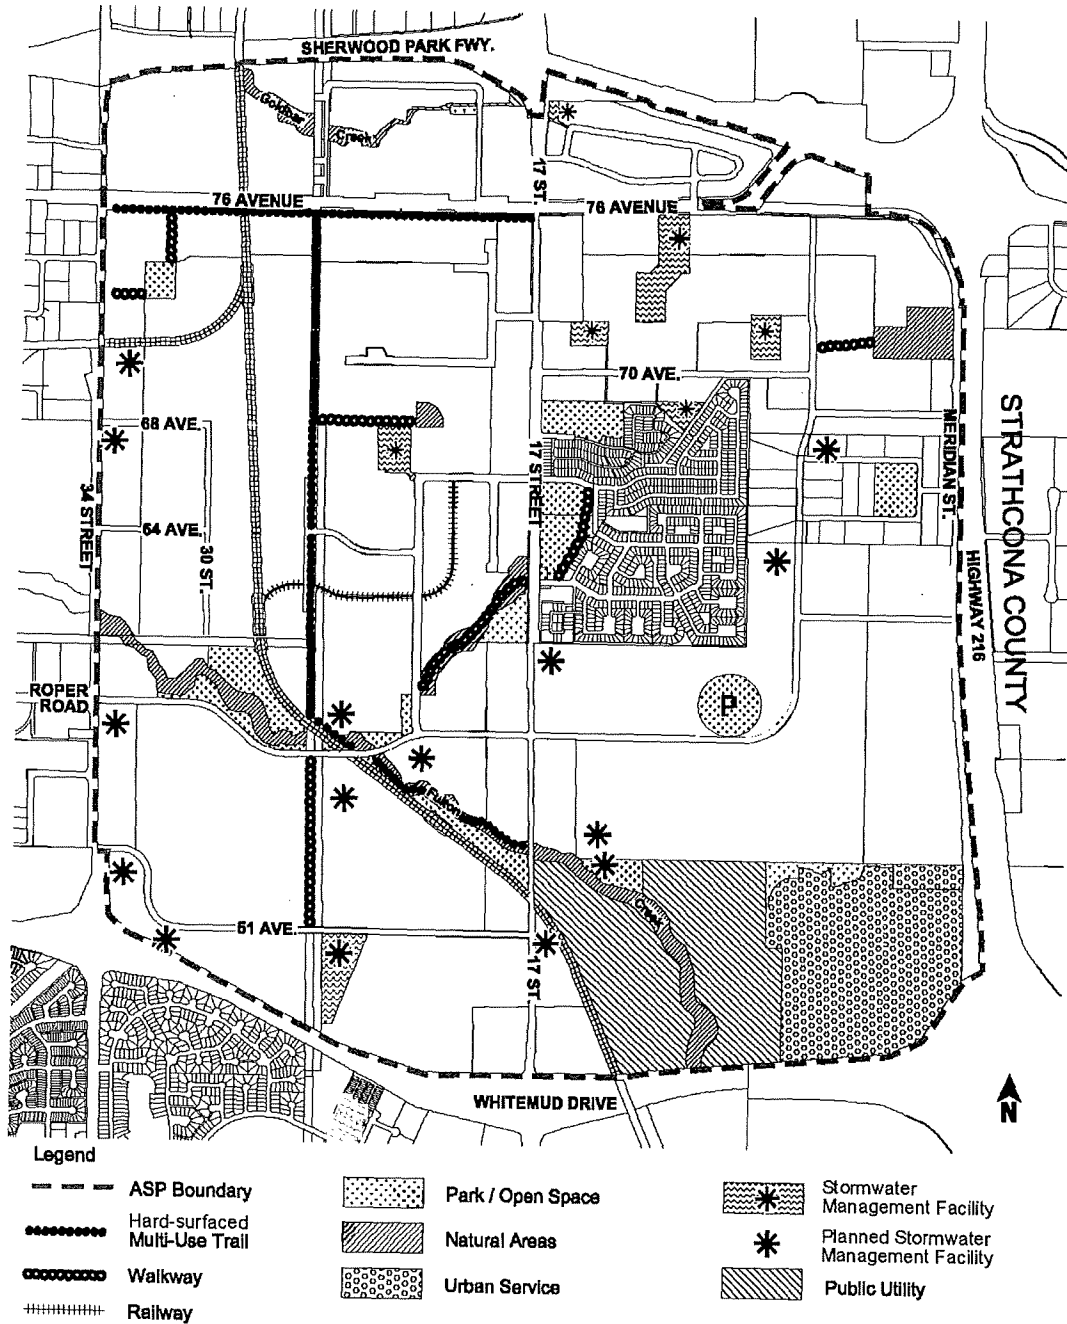 SHERWOOD PARK FWY.
Goldbar
Creek
17 ST.
76 AVENUE
76 AVENUE
70 AVE.
68 AVE.
MERIDIAN ST.
STRATHCONA COUNTY
34 STREET
17 STREET
64 AVE.
30 ST.
HIGHWAY 216
ROPER
ROAD
P
Fulton
Creek
61 AVE.
17 ST.
WHITEMUD DRIVE
N
Legend
ASP Boundary
Hard-surfaced
Multi-Use Trail
Walkway
Railway
Park / Open Space
Natural Areas
Urban Service
Stormwater
Management Facility
Planned Stormwater
Management Facility
Public Utility